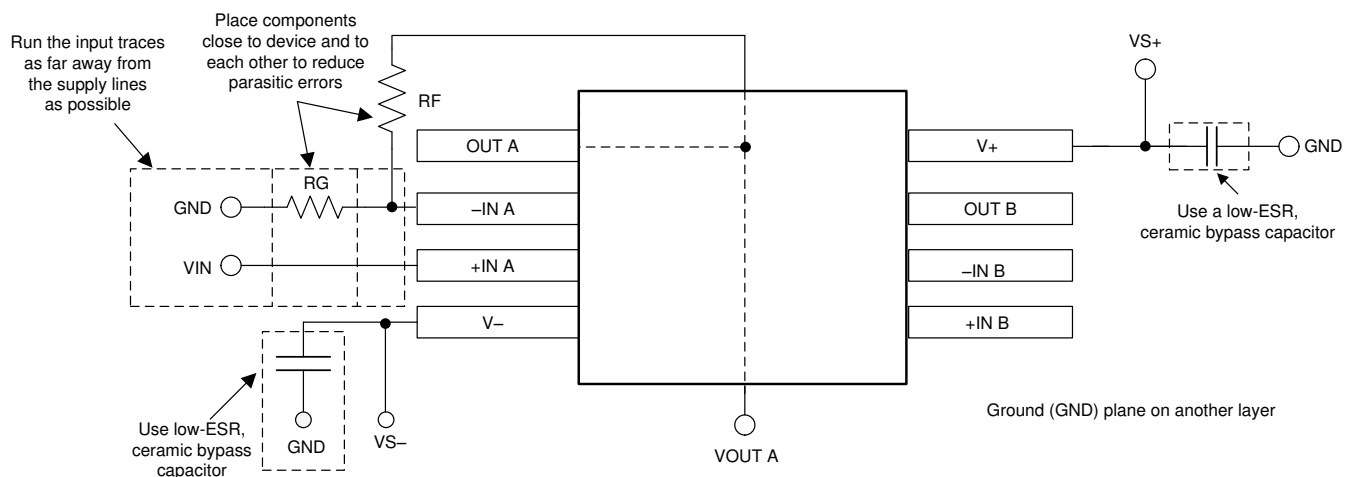 Run the input traces
as far away from
the supply lines
as possible
Place components
close to device and to
each other to reduce
parasitic errors
RF
VS+
OUT A
V+
GND
RG
GND
–IN A
OUT B
Use a low-ESR,
ceramic bypass capacitor
VIN
+IN A
–IN B
V–
+IN B
Use low-ESR,
ceramic bypass
capacitor
GND
VS–
VOUT A
Ground (GND) plane on another layer